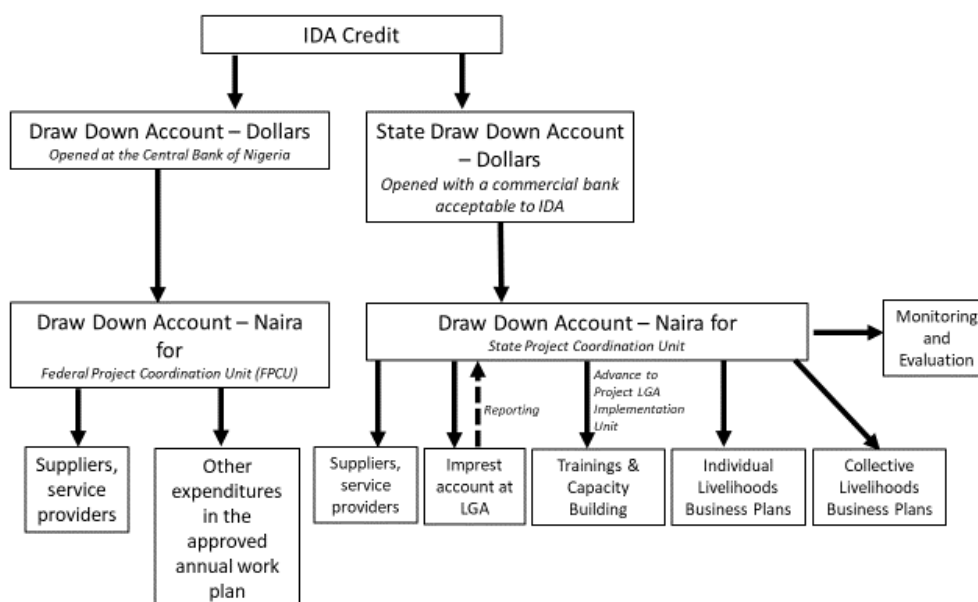 IDA Credit
Draw Down Account – Dollars
Opened at the Central Bank of Nigeria
State Draw Down Account
– Dollars
Opened with a commercial bank
acceptable to IDA
Draw Down Account – Naira
for
Federal Project Coordination Unit (FPCU)
Draw Down Account – Naira for
State Project Coordination Unit
Monitoring
and
Evaluation
Reporting
Advance to
Project LGA
Implementation
Unit
Suppliers,
service
providers
Other
expenditures
in the
approved
annual work
plan
Suppliers,
service
providers
Imprest
account at
LGA
Trainings &
Capacity
Building
Individual
Livelihoods
Business Plans
Collective
Livelihoods
Business Plans